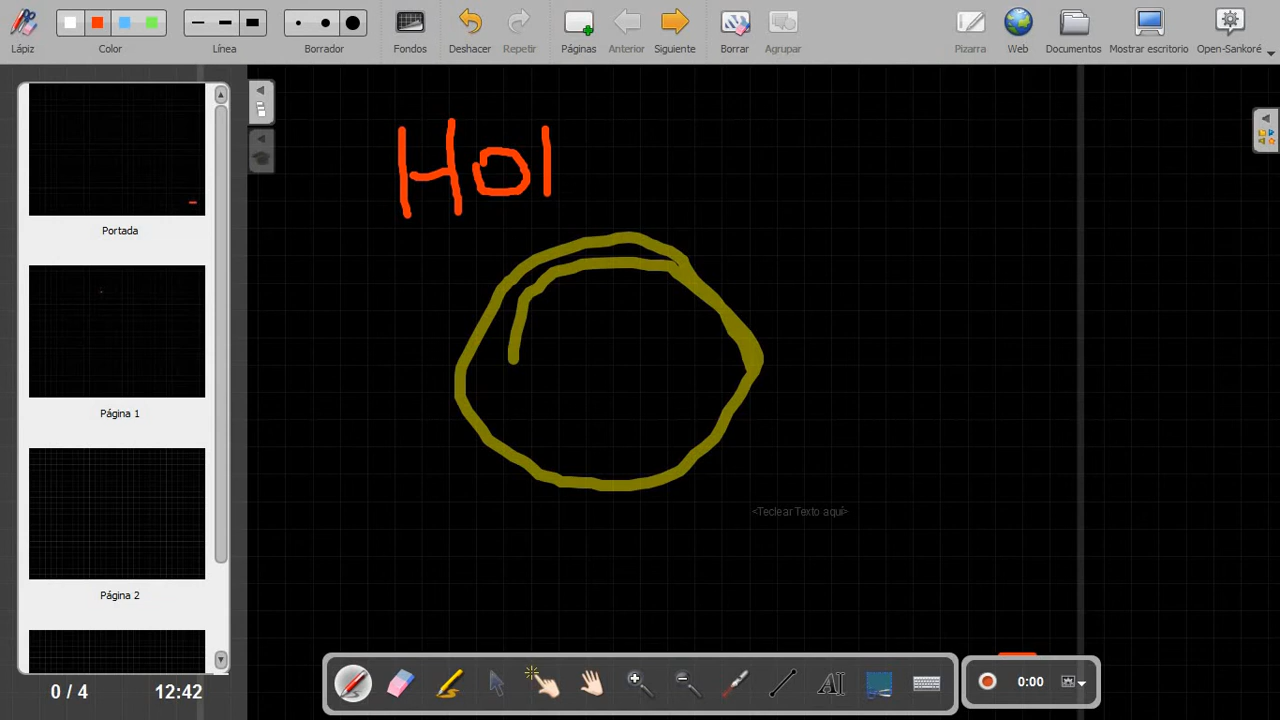 Lápiz Color Línea Borrador Fondos Deshacer Repetir Páginas Anterior Siguiente Borrar Agrupar Pizarra Web Documentos Mostrar escritorio Open-Sankoré
Hol
Portada
Página 1
<Teclear Texto aquí>
Página 2
0 / 4 12:42
AI
0:00